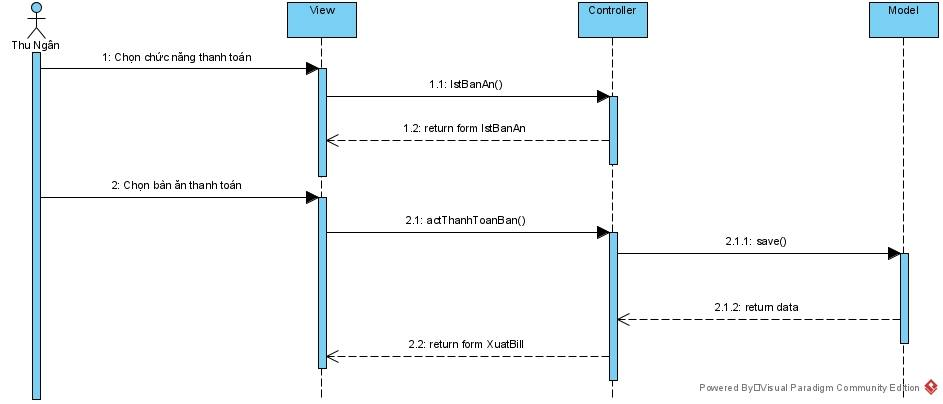 View
Controller
Model
Thu Ngân
1: Chọn chức năng thanh toán
1.1: lstBanAn()
1.2: return form lstBanAn
2: Chọn bàn ăn thanh toán
2.1: actThanhToanBan()
2.1.1: save()
2.1.2: return data
2.2: return form XuatBill
Powered By□Visual Paradigm Community Edition